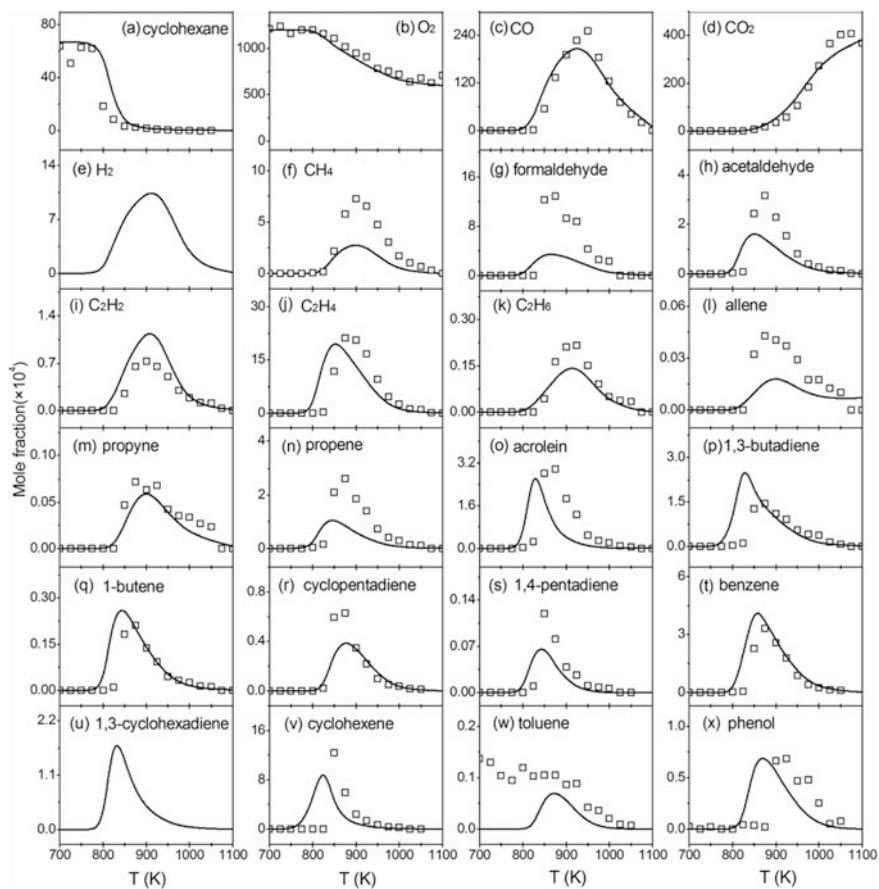 (a) cyclohexane
80
40
0
(b) O2
1000
500
0
(c) CO
240
120
0
(d) CO2
400
200
0
(e) H2
14
7
0
(f) CH4
10
5
0
(g) formaldehyde
16
8
0
(h) acetaldehyde
4
2
0
(i) C2H2
1.4
0.7
0.0
(j) C2H4
30
15
0
(k) C2H6
0.30
0.15
0.00
(l) allene
0.06
0.03
0.00
Mole fraction(×10⁴)
(m) propyne
0.10
0.05
0.00
(n) propene
4
2
0
(o) acrolein
3.2
1.6
0.0
(p) 1,3-butadiene
3.0
1.5
0.0
(q) 1-butene
0.30
0.15
0.00
(r) cyclopentadiene
0.8
0.4
0.0
(s) 1,4-pentadiene
0.14
0.07
0.00
(t) benzene
6
3
0
(u) 1,3-cyclohexadiene
2.2
1.1
0.0
(v) cyclohexene
16
8
0
(w) toluene
0.2
0.1
0.0
(x) phenol
1.0
0.5
0.0
700 800 900 1000 1100
700 800 900 1000 1100
700 800 900 1000 1100
700 800 900 1000 1100
T (K)
T (K)
T (K)
T (K)